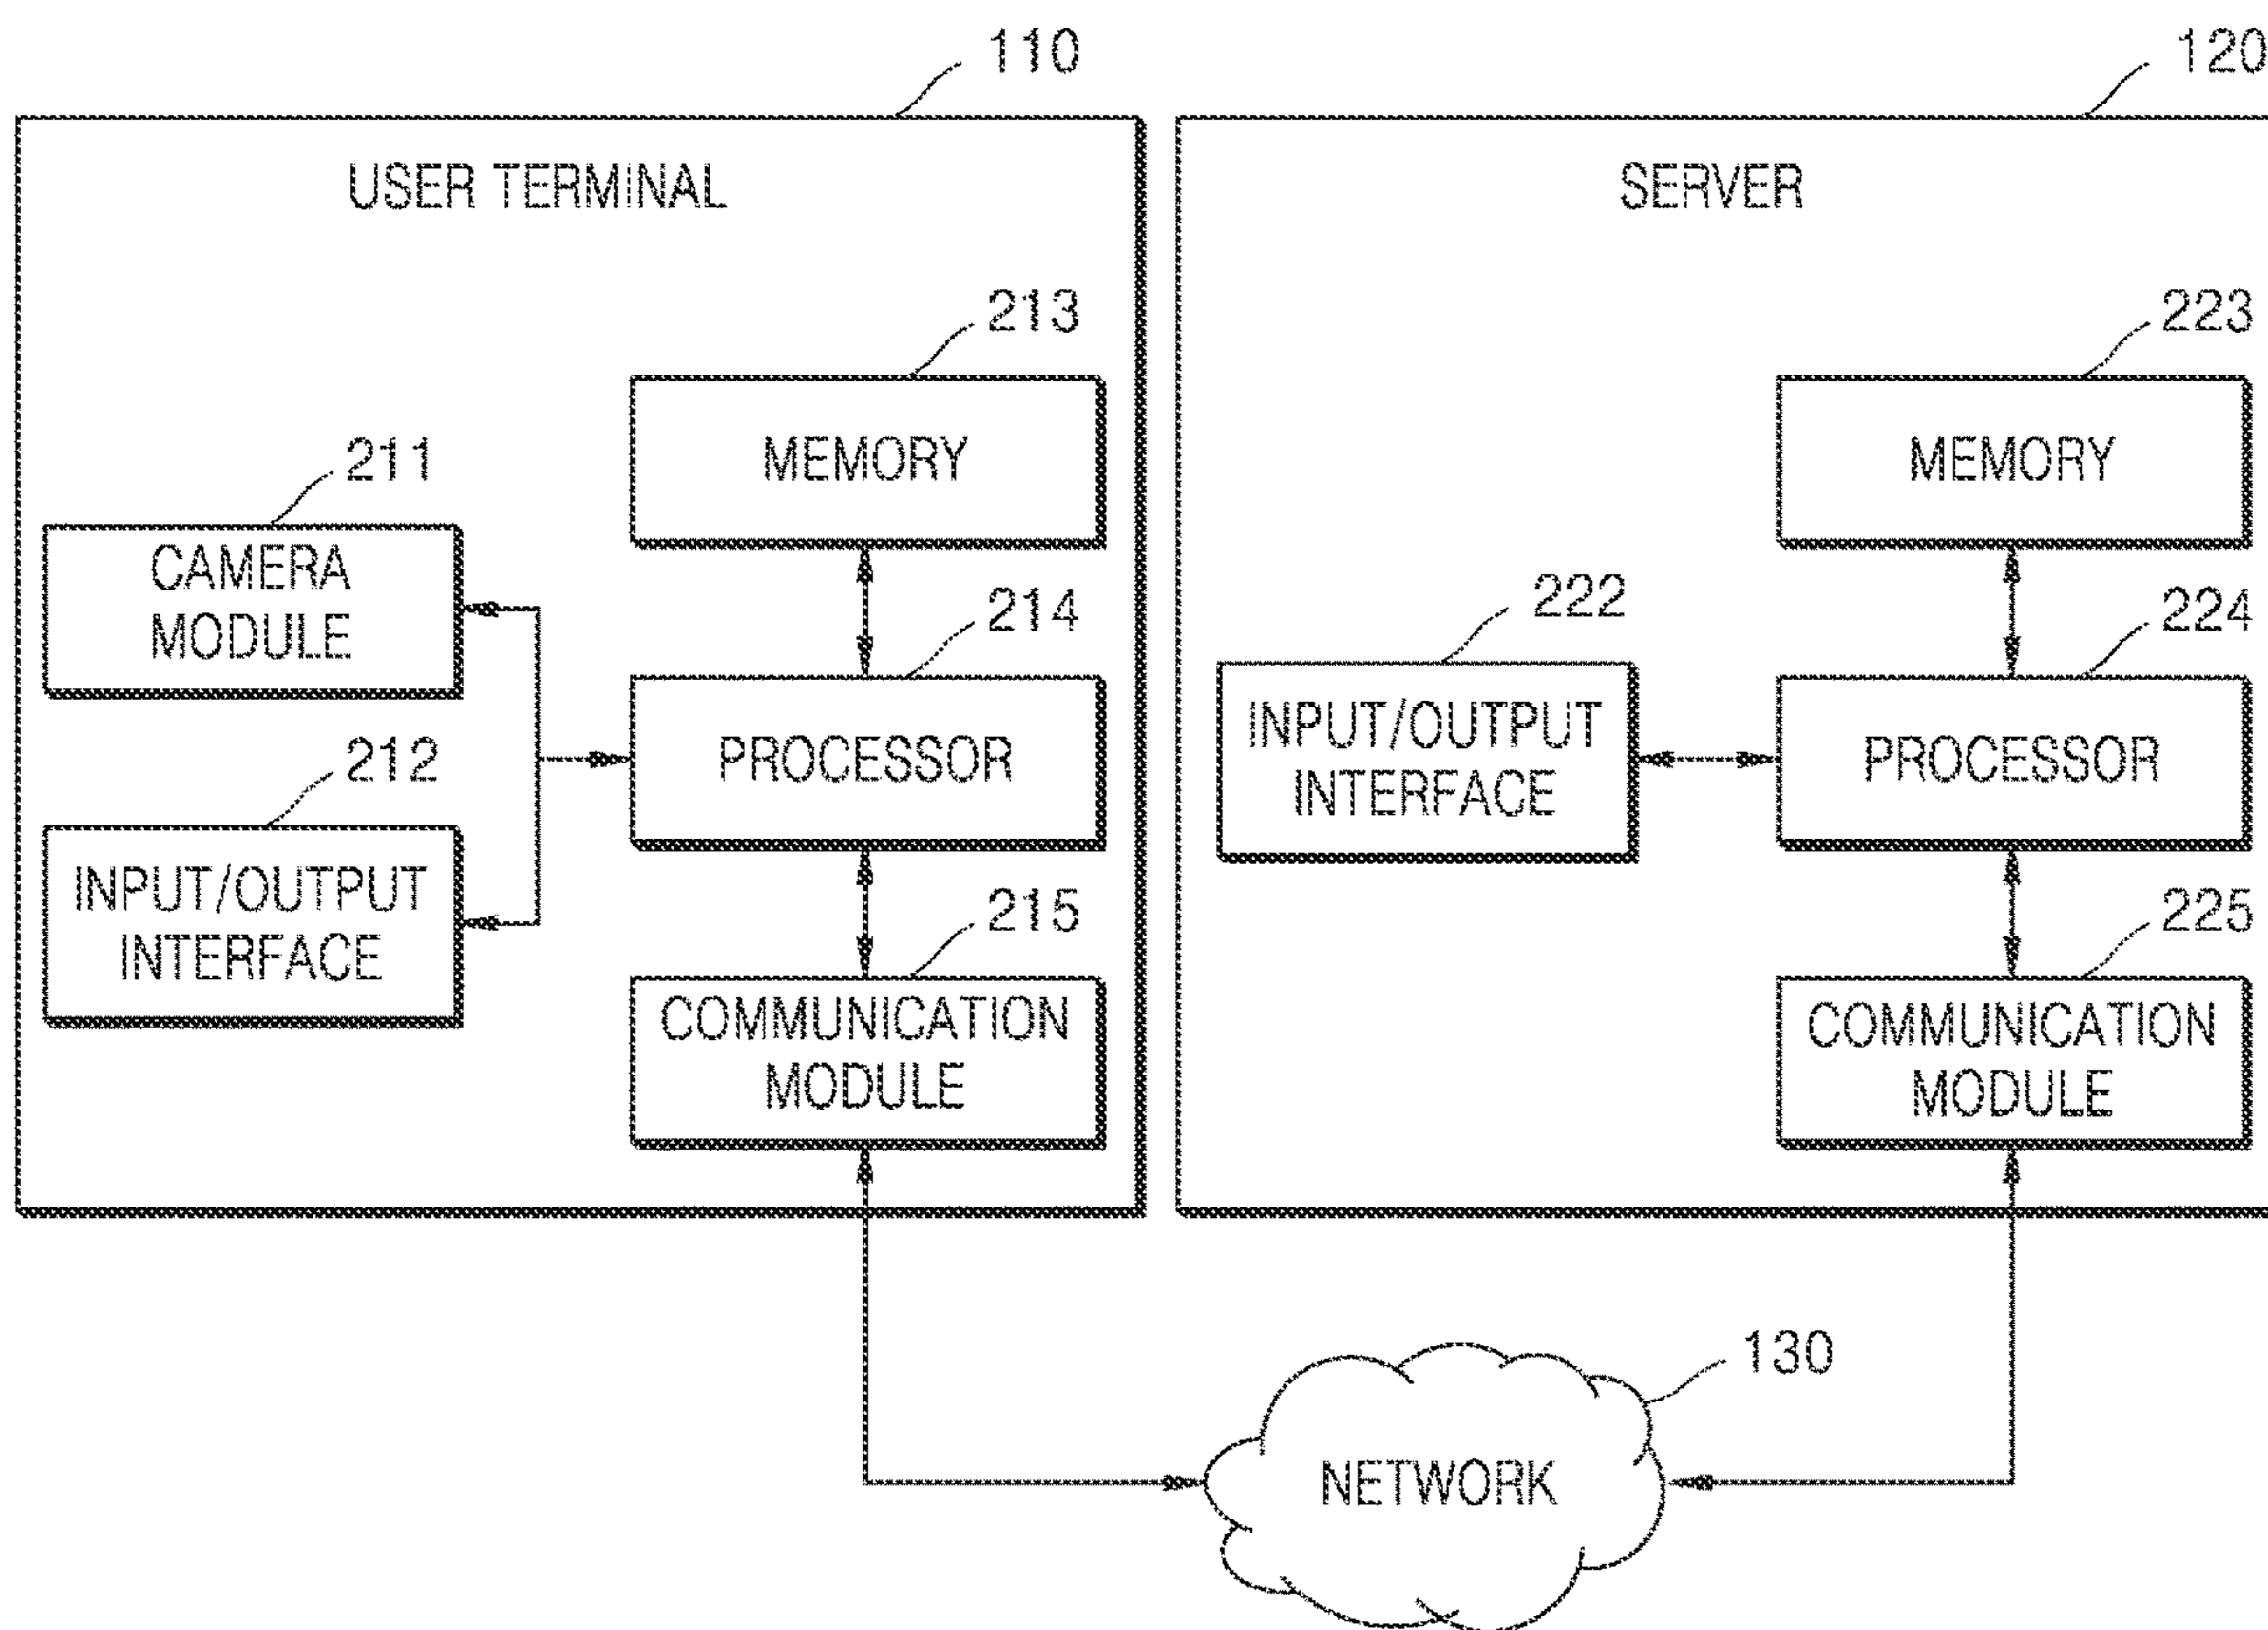 110
120
USER TERMINAL
SERVER
213
223
MEMORY
MEMORY
211
CAMERA
MODULE
214
222
224
INPUT/OUTPUT
INTERFACE
PROCESSOR
PROCESSOR
212
INPUT/OUTPUT
INTERFACE
215
225
COMMUNICATION
MODULE
COMMUNICATION
MODULE
130
NETWORK